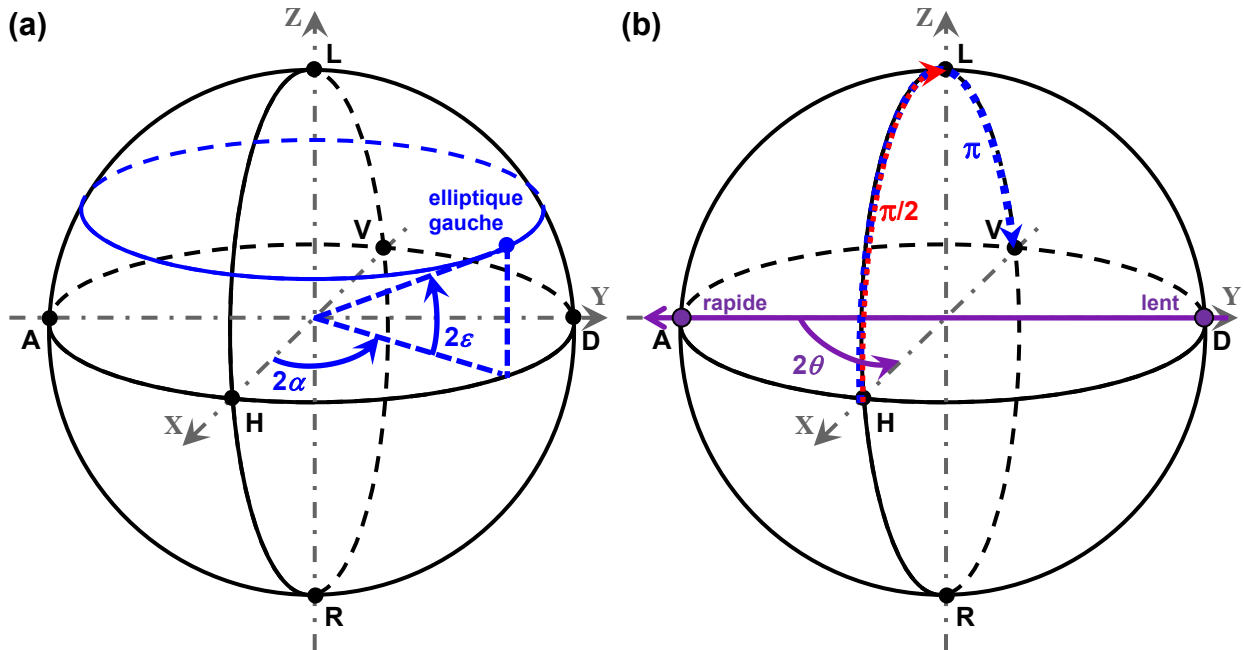 (a)
Z
L
elliptique
gauche
V
Y
A
D
2ε
2α
X
H
R
(b)
Z
L
π
π/2
V
rapide
lent
Y
A
D
2θ
X
H
R